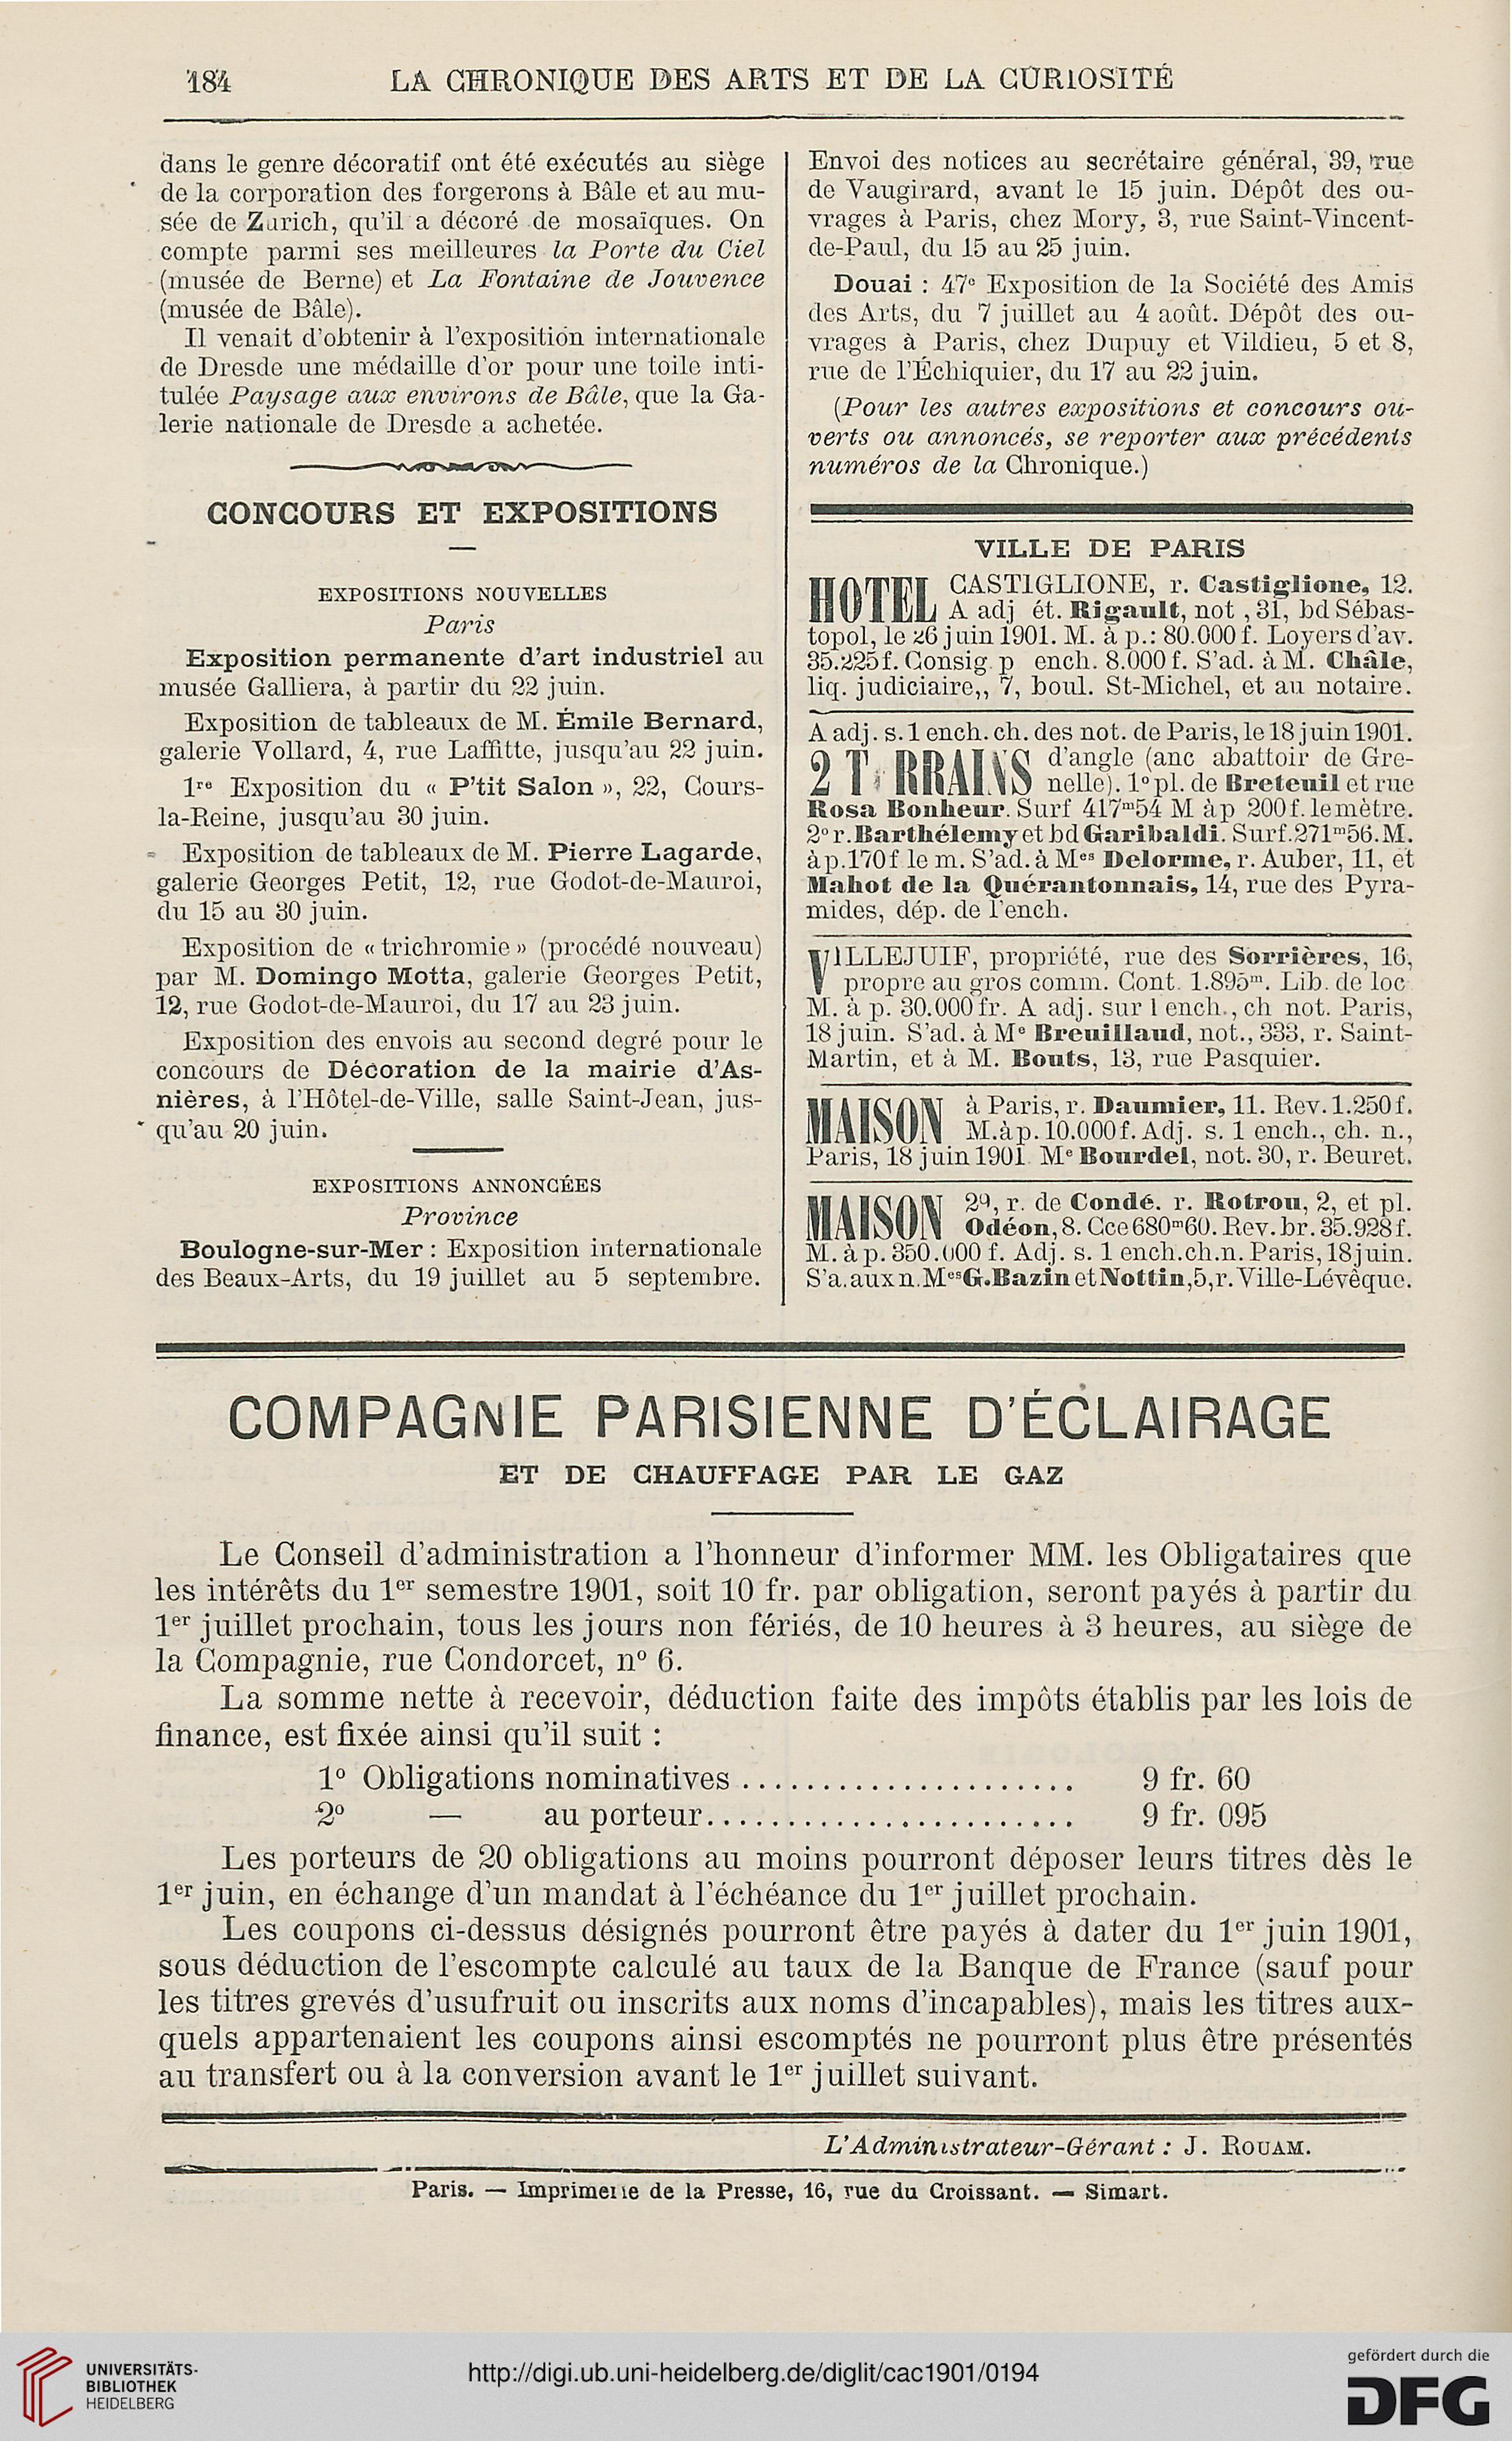 184 LA CHRONIQUE DES ARTS ET DE LA CURIOSITÉ
dans le genre décoratif ont été exécutés au siège
de la corporation des forgerons à Bâle et au mu-
sée de Zurich, qu'il a décoré de mosaïques. On
compte parmi ses meilleures la Porte du Ciel
(musée de Berne) et La Fontaine de Jouvence
(musée de Bâle).
Il venait d'obtenir à l'exposition internationale
de Dresde une médaille d'or pour une toile inti-
tulée Paysage aux environs de Bâle, que la Ga-
lerie nationale de Dresde a achetée.
CONCOURS ET EXPOSITIONS
EXPOSITIONS NOUVELLES
Paris
Exposition permanente d'art industriel au
musée Galliera, à partir du 22 juin.
Exposition de tableaux de M. Émile Bernard,
galerie Vollard, 4, rue Laffitte, jusqu'au 22 juin.
1re Exposition du « P'tit Salon », 22, Cours-
la-Reine, jusqu'au 30 juin.
Exposition de tableaux de M. Pierre Lagarde,
galerie Georges Petit, 12, rue Godot-de-Mauroi,
du 15 au 30 juin.
Exposition de « trichromie » (procédé nouveau)
par M. Domingo Motta, galerie Georges Petit,
12, rue Godot-de-Mauroi, du 17 au 23 juin.
Exposition des envois au second degré pour le
concours de Décoration de la mairie d'As-
nières, à l'Hôtel-de-Ville, salle Saint-Jean, jus-
qu'au 20 juin.
EXPOSITIONS ANNONCÉES
Province
Boulogne-sur-Mer : Exposition internationale
des Beaux-Arts, du 19 juillet au 5 septembre.
Envoi des notices au secrétaire général, 39, rue
de Vaugirard, avant le 15 juin. Dépôt des ou-
vrages à Paris, chez Mory, 3, rue Saint-Vincent-
de-Paul, du 15 au 25 juin.
Douai : 47e Exposition de la Société des Amis
des Arts, du 7 juillet au 4 août. Dépôt des ou-
vrages à Paris, chez Dupuy et Vildieu, 5 et 8,
rue de l'Échiquier, du 17 au 22 juin.
(Pour les autres expositions et concours ou-
verts ou annoncés, se reporter aux précédents
numéros de la Chronique.)
VILLE DE PARIS
HOTEL CASTIGLIONE, r. Castiglione, 12.
A adj ét. Rigault, not , 31, bd Sébas-
topol, le 26 juin 1901. M. à p.: 80.000 f. Loyers d'av.
35.225 f. Consig. p ench. 8.000 f. S'ad. à M. Châle,
liq. judiciaire,, 7, boul. St-Michel, et au notaire.
A adj. s. 1 ench. ch. des not. de Paris, le 18 juin 1901.
2 T RRAINS d'angle (anc abattoir de Gre-
nelle). 1° pl. de Breteuil et rue
Rosa Bonheur. Surf 417m54 M à p 200 f. le mètre.
2° r. Barthélemy et bd Garibaldi. Surf. 271m56. M.
à p. 170 f le m. S'ad. à Mes Delorme, r. Auber, 11, et
Mahot de la Quérantonnais, 14, rue des Pyra-
mides, dép. de l'ench.
VILLEJUIF, propriété, rue des Sorrières, 16,
propre au gros comm. Cont. 1.895m. Lib. de loc
M. à p. 30.000 fr. A adj. sur 1 ench., ch not. Paris,
18 juin. S'ad. à Me Breuillaud, not., 333, r. Saint-
Martin, et à M. Bouts, 13, rue Pasquier.
MAISON à Paris, r. Daumier, 11. Rev. 1.250 f.
M. à p. 10.000 f. Adj. s. 1 ench., ch. n.,
Paris, 18 juin 1901. Me Bourdel, not. 30, r. Beuret.
MAISON 29, r. de Condé. r. Rotrou, 2, et pl.
Odéon, 8. Cce 680m60. Rev. br. 35.928 f.
M. à p. 350.000 f. Adj. s. 1 ench. ch. n. Paris, 18 juin.
S'a. aux n. Mes G. Bazin et Nottin, 5, r. Ville-Lévêque.
COMPAGNIE PARISIENNE D'ÉCLAIRAGE
ET DE CHAUFFAGE PAR LE GAZ
Le Conseil d'administration a l'honneur d'informer MM. les Obligataires que
les intérêts du 1er semestre 1901, soit 10 fr. par obligation, seront payés à partir du
1er juillet prochain, tous les jours non fériés, de 10 heures à 3 heures, au siège de
la Compagnie, rue Condorcet, n° 6.
La somme nette à recevoir, déduction faite des impôts établis par les lois de
finance, est fixée ainsi qu'il suit :
1° Obligations nominatives ..................... 9 fr. 60
2° — au porteur........................ 9 fr. 095
Les porteurs de 20 obligations au moins pourront déposer leurs titres dès le
1er juin, en échange d'un mandat à l'échéance du 1er juillet prochain.
Les coupons ci-dessus désignés pourront être payés à dater du 1er juin 1901,
sous déduction de l'escompte calculé au taux de la Banque de France (sauf pour
les titres grevés d'usufruit ou inscrits aux noms d'incapables), mais les titres aux-
quels appartenaient les coupons ainsi escomptés ne pourront plus être présentés
au transfert ou à la conversion avant le 1er juillet suivant.
L'Administrateur-Gérant : J. ROUAM.
Paris. — Imprimerie de la Presse, 16, rue du Croissant. — Simart.
UNIVERSITÄTS-
BIBLIOTHEK
HEIDELBERG
http://digi.ub.uni-heidelberg.de/diglit/cac1901/0194
gefördert durch die
DFG